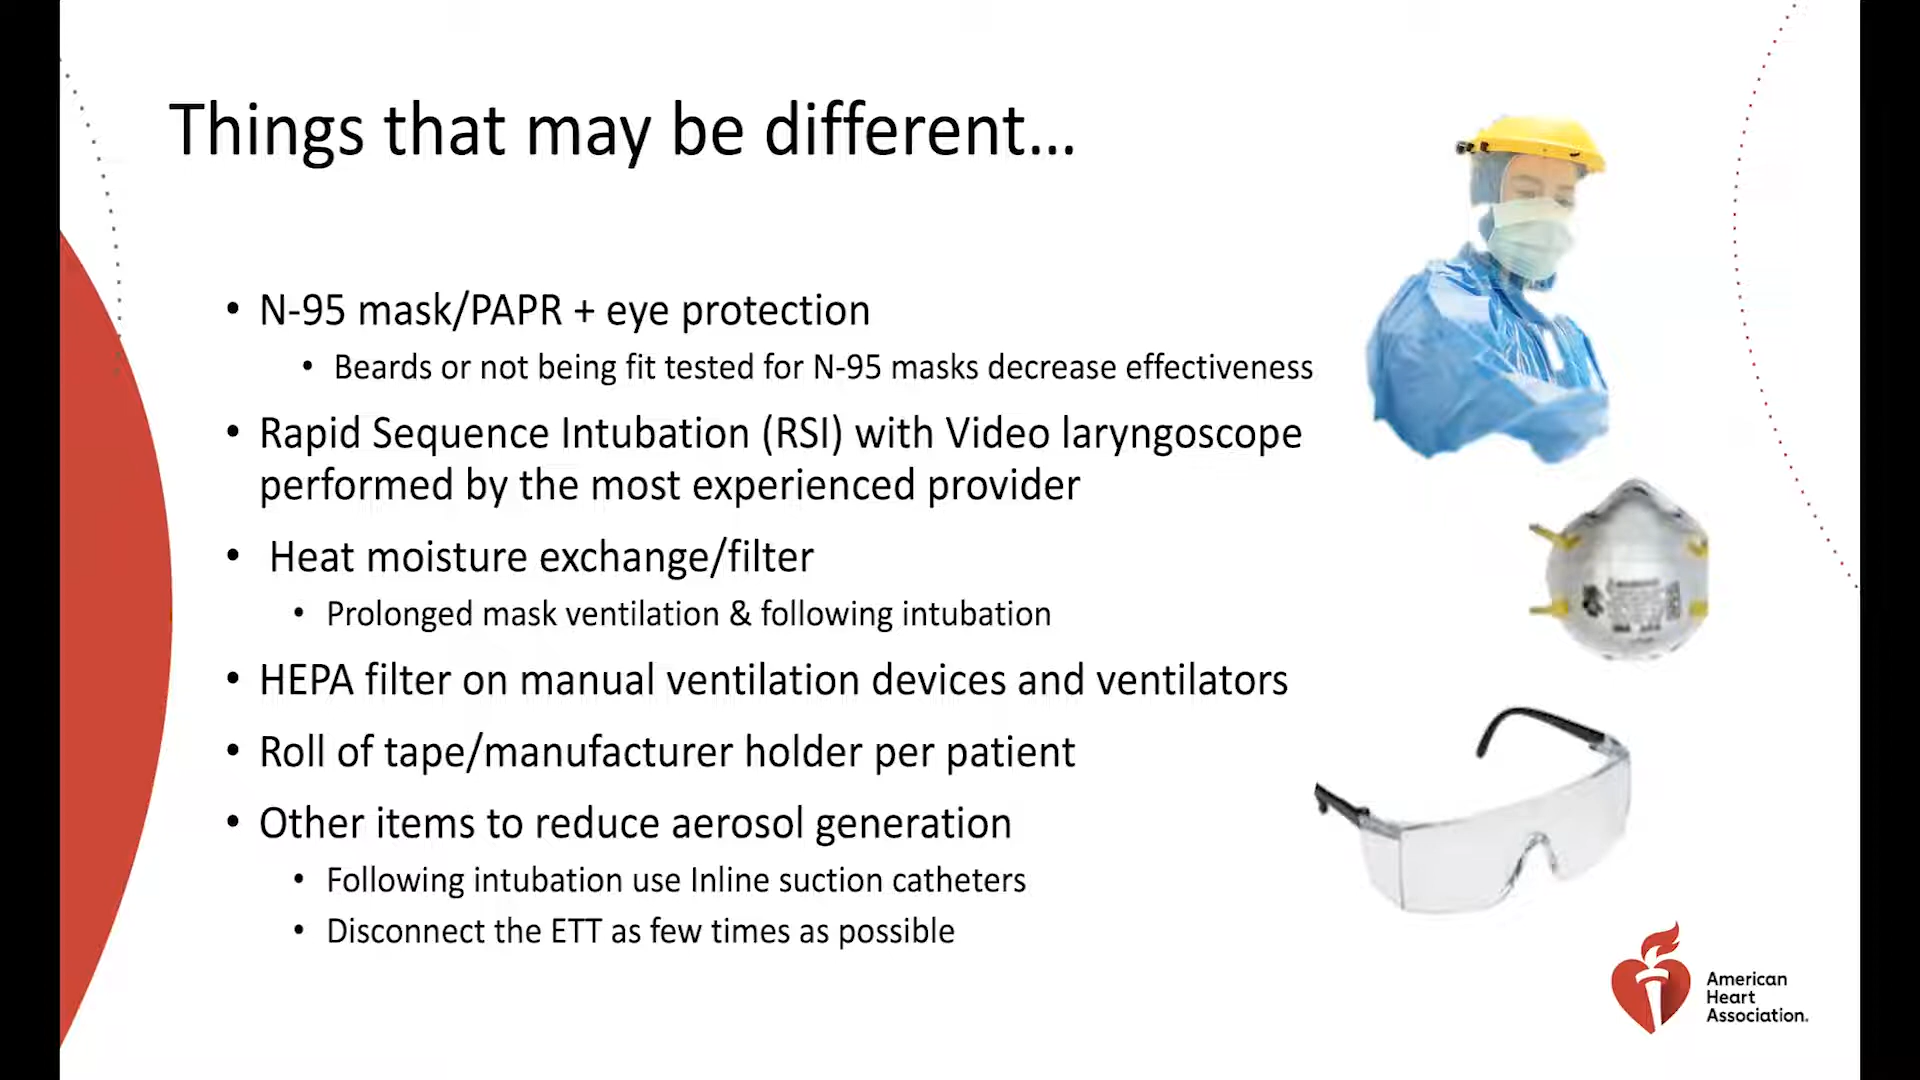 Things that may be different...
• N-95 mask/PAPR + eye protection
• Beards or not being fit tested for N-95 masks decrease effectiveness
• Rapid Sequence Intubation (RSI) with Video laryngoscope
performed by the most experienced provider
• Heat moisture exchange/filter
• Prolonged mask ventilation & following intubation
• HEPA filter on manual ventilation devices and ventilators
• Roll of tape/manufacturer holder per patient
• Other items to reduce aerosol generation
• Following intubation use Inline suction catheters
• Disconnect the ETT as few times as possible
American
Heart
Association.